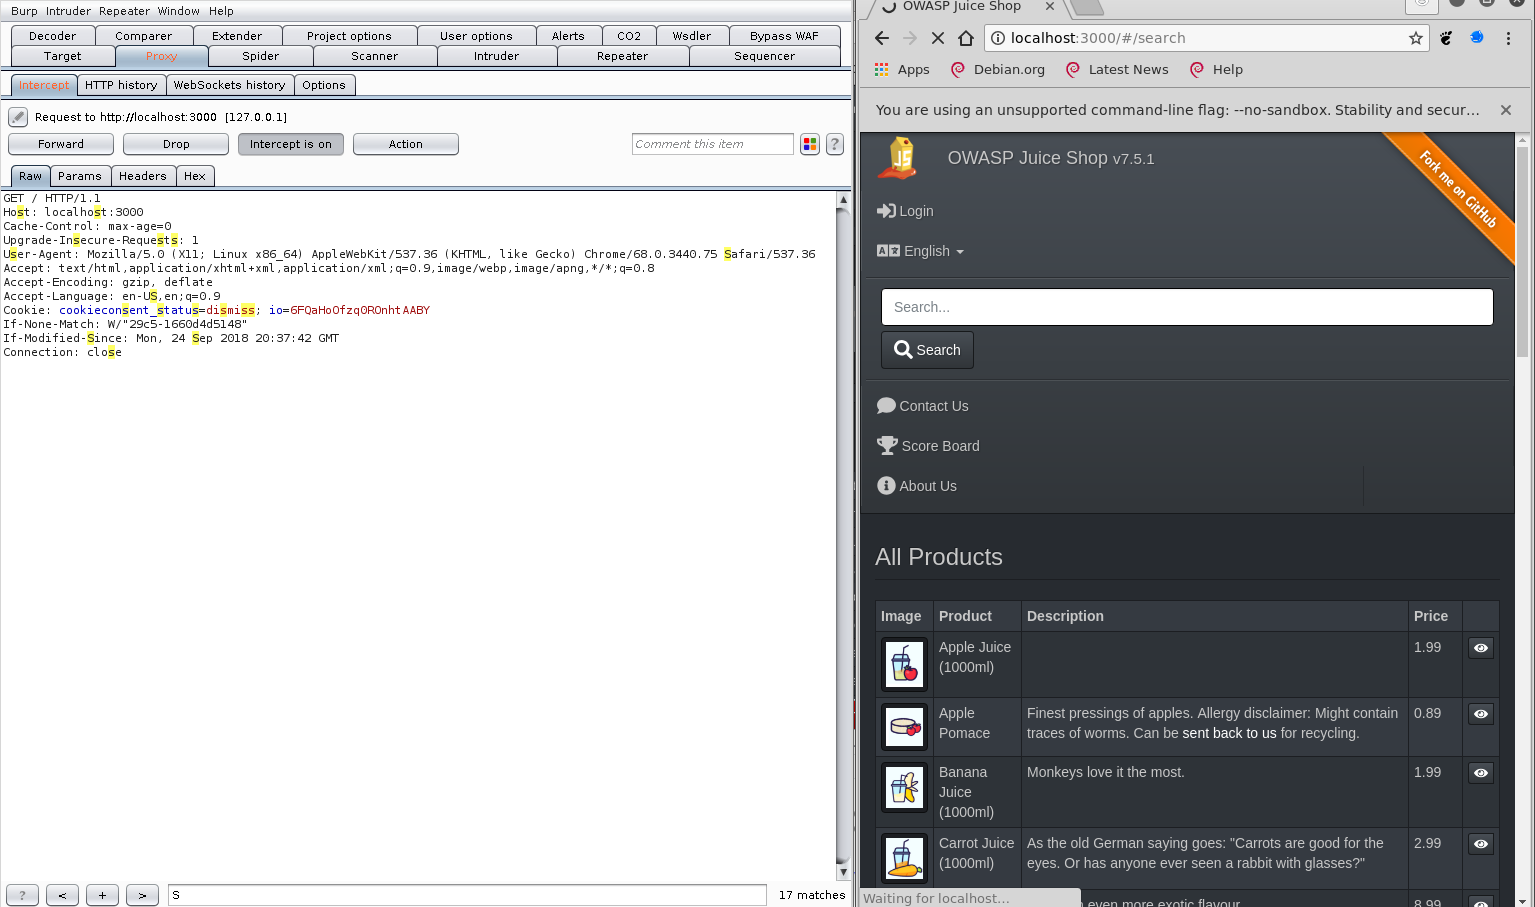 Burp Intruder Repeater Window Help
Decoder Comparer Extender Project options User options Alerts CO2 Wsdler Bypass WAF
Target Proxy Spider Scanner Intruder Repeater Sequencer
Intercept HTTP history WebSockets history Options
Request to http://localhost:3000 [127.0.0.1]
Forward Drop Intercept is on Action Comment this item ?
Raw Params Headers Hex
GET / HTTP/1.1
Host: localhost:3000
Cache-Control: max-age=0
Upgrade-Insecure-Requests: 1
User-Agent: Mozilla/5.0 (X11; Linux x86_64) AppleWebKit/537.36 (KHTML, like Gecko) Chrome/68.0.3440.75 Safari/537.36
Accept: text/html,application/xhtml+xml,application/xml;q=0.9,image/webp,image/apng,*/*;q=0.8
Accept-Encoding: gzip, deflate
Accept-Language: en-US,en;q=0.9
Cookie: cookieconsent_status=dismiss; io=6FQaHoOfzq0ROnhtAABY
If-None-Match: W/"29c5-1660d4d5148"
If-Modified-Since: Mon, 24 Sep 2018 20:37:42 GMT
Connection: close
? < + > S 17 matches
OWASP Juice Shop
localhost:3000/#/search
Apps Debian.org Latest News Help
You are using an unsupported command-line flag: --no-sandbox. Stability and secur...
OWASP Juice Shop v7.5.1
Fork me on GitHub
Login
English
Search...
Search
Contact Us
Score Board
About Us
All Products
Image Product Description Price
Apple Juice (1000ml) 1.99
Apple Pomace Finest pressings of apples. Allergy disclaimer: Might contain 0.89
traces of worms. Can be sent back to us for recycling.
Banana Juice (1000ml) Monkeys love it the most. 1.99
Carrot Juice (1000ml) As the old German saying goes: "Carrots are good for the 2.99
eyes. Or has anyone ever seen a rabbit with glasses?"
even more exotic flavour. 8.99
Waiting for localhost...